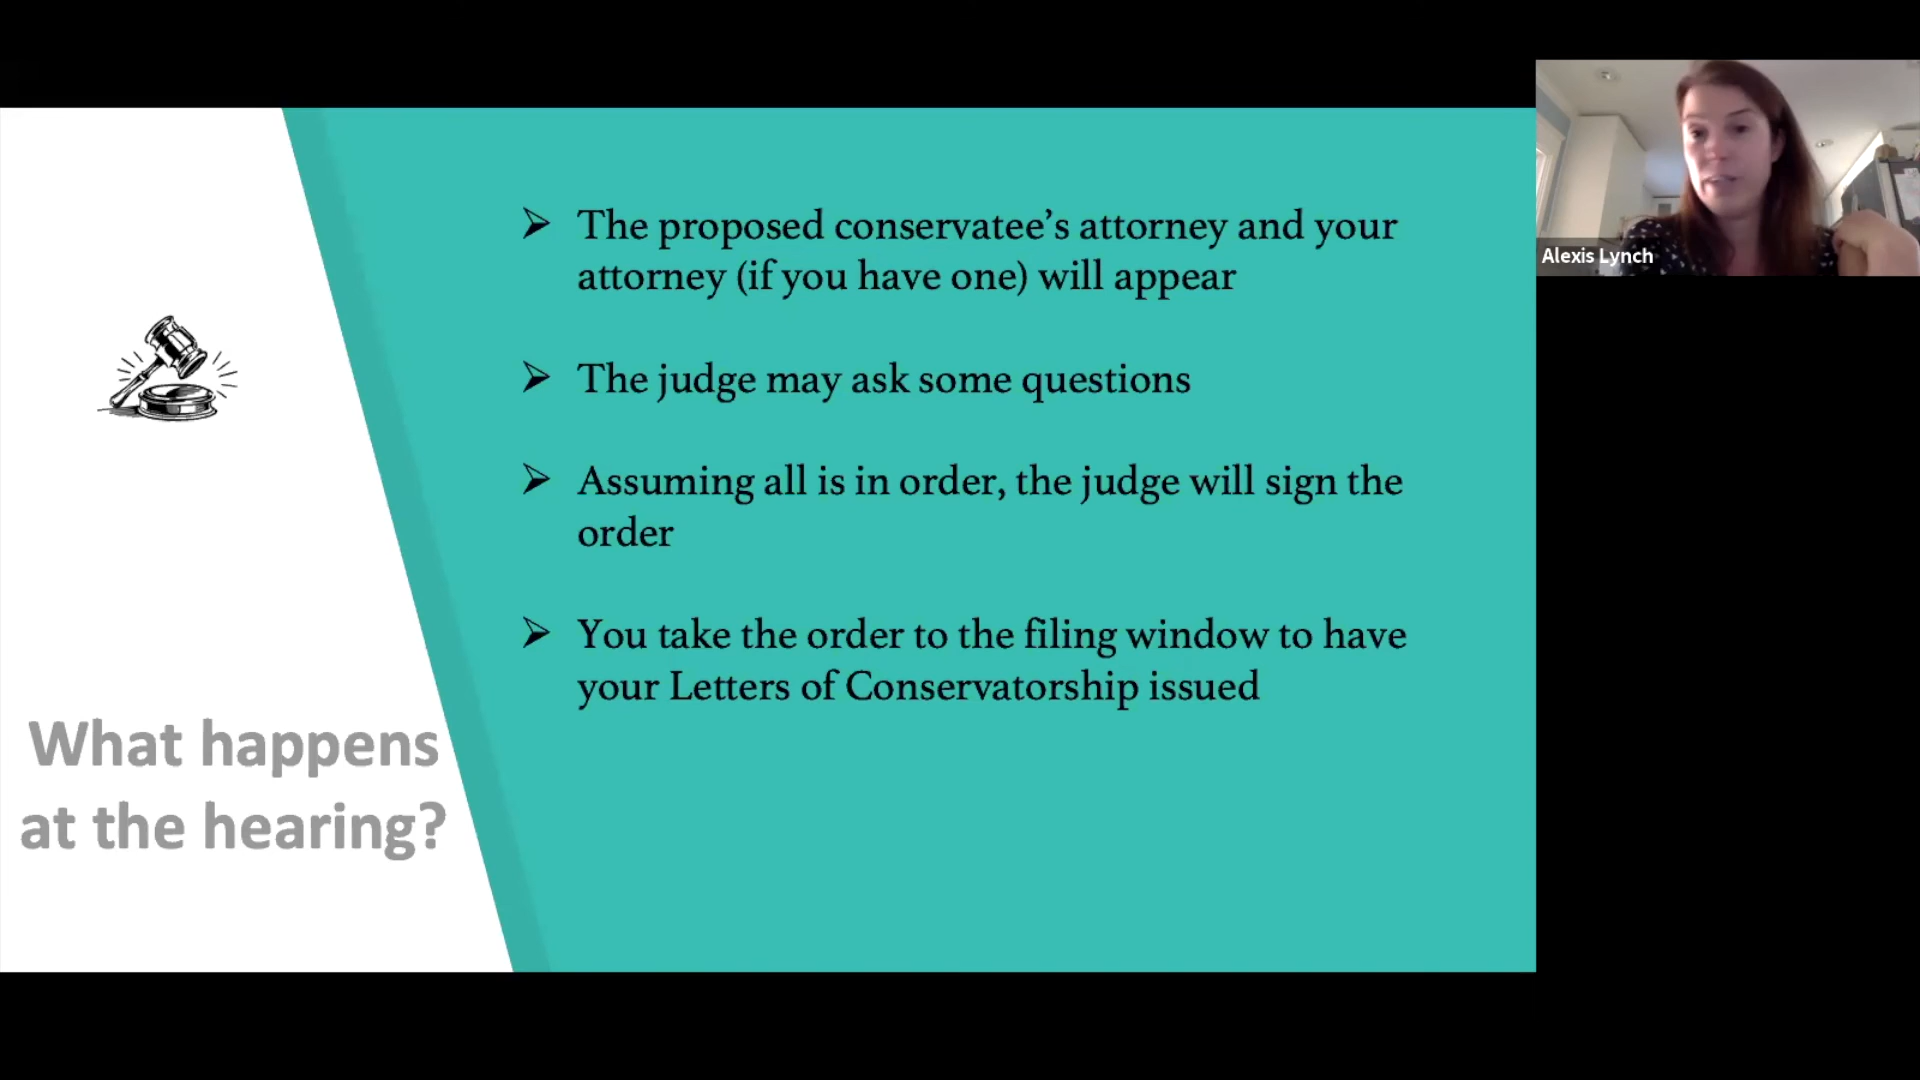 The proposed conservatee’s attorney and your
attorney (if you have one) will appear
The judge may ask some questions
Assuming all is in order, the judge will sign the
order
You take the order to the filing window to have
your Letters of Conservatorship issued
What happens
at the hearing?
Alexis Lynch